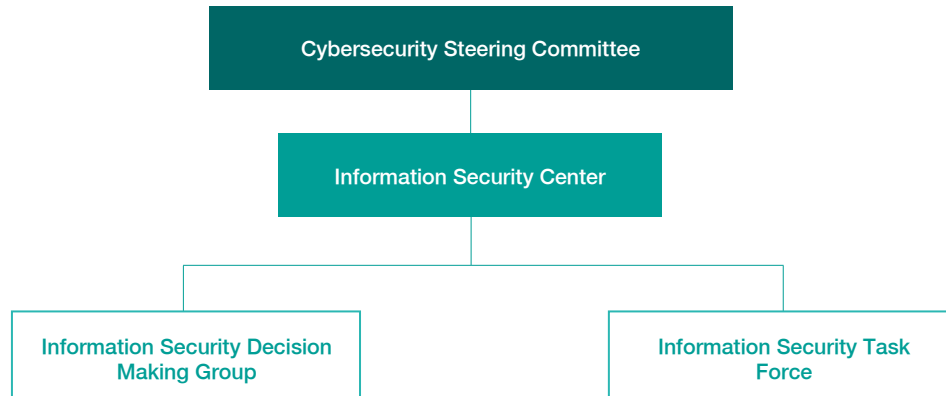 Cybersecurity Steering Committee
Information Security Center
Information Security Decision
Making Group
Information Security Task
Force